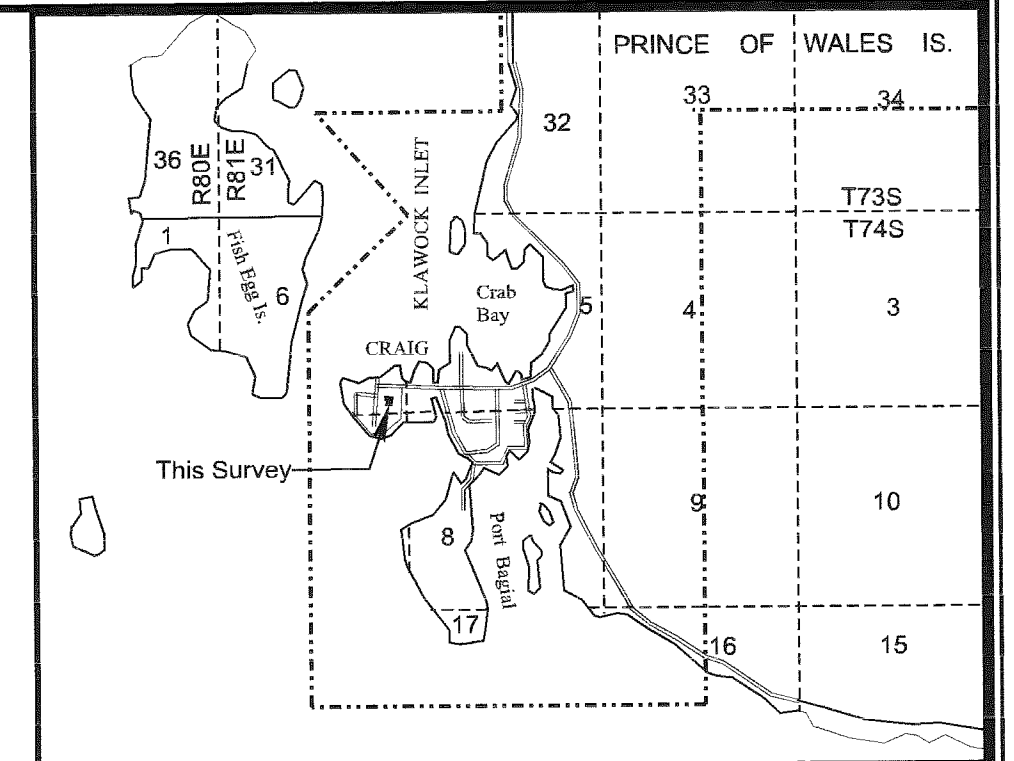 PRINCE OF WALES IS.
33
34
32
36
R80E
R81E
31
KLAWOCK INLET
T73S
T74S
1
Fish Egg Is.
6
Crab
Bay
5
4
3
CRAIG
This Survey
9
10
8
Port Bagial
17
16
15